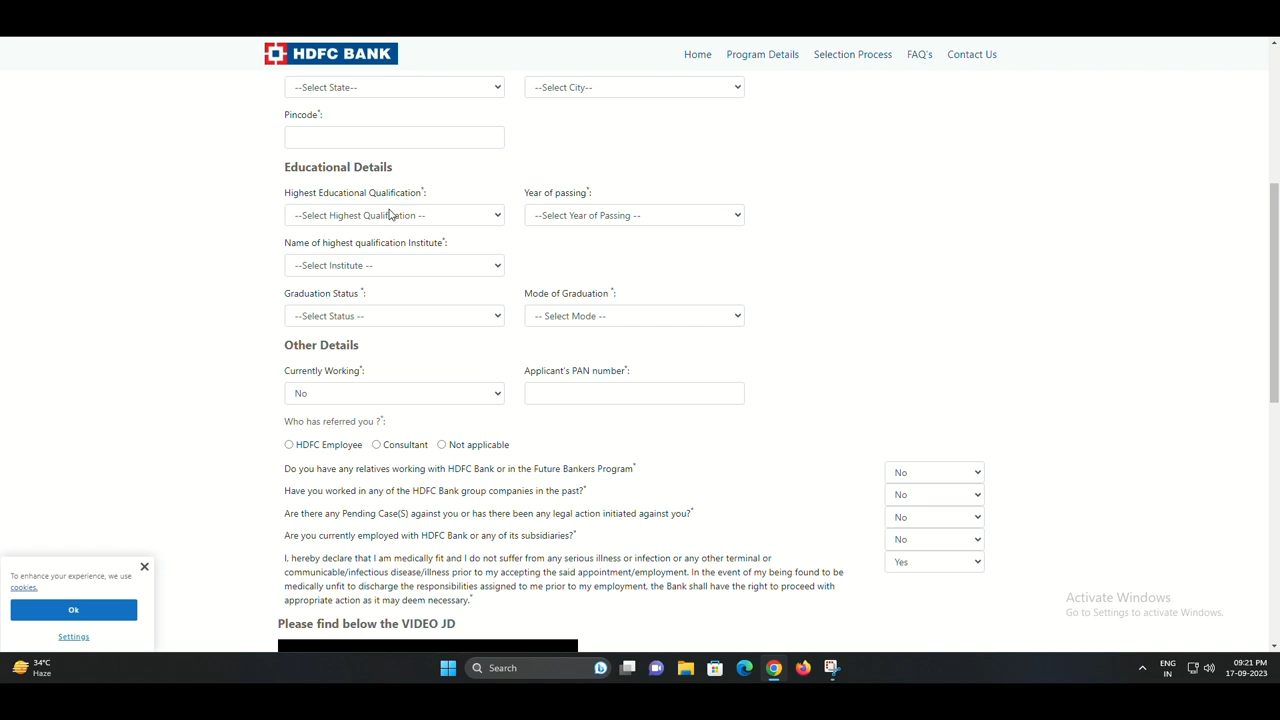 HDFC BANK
Home Program Details Selection Process FAQ's Contact Us
--Select State-- --Select City--
Pincode*:
Educational Details
Highest Educational Qualification*: Year of passing*:
--Select Highest Qualification -- --Select Year of Passing --
Name of highest qualification Institute*:
--Select Institute --
Graduation Status *: Mode of Graduation *:
--Select Status -- -- Select Mode --
Other Details
Currently Working*: Applicant's PAN number*:
No
Who has referred you ?*:
HDFC Employee Consultant Not applicable
Do you have any relatives working with HDFC Bank or in the Future Bankers Program* No
Have you worked in any of the HDFC Bank group companies in the past?* No
Are there any Pending Case(S) against you or has there been any legal action initiated against you?* No
Are you currently employed with HDFC Bank or any of its subsidiaries?* No
I, hereby declare that I am medically fit and I do not suffer from any serious illness or infection or any other terminal or Yes
communicable/infectious disease/illness prior to my accepting the said appointment/employment. In the event of my being found to be
medically unfit to discharge the responsibilities assigned to me prior to my employment, the Bank shall have the right to proceed with
appropriate action as it may deem necessary.*
Please find below the VIDEO JD
To enhance your experience, we use
cookies.
Ok
Settings
Activate Windows
Go to Settings to activate Windows.
34°C
Haze
Search
ENG
IN
09:21 PM
17-09-2023